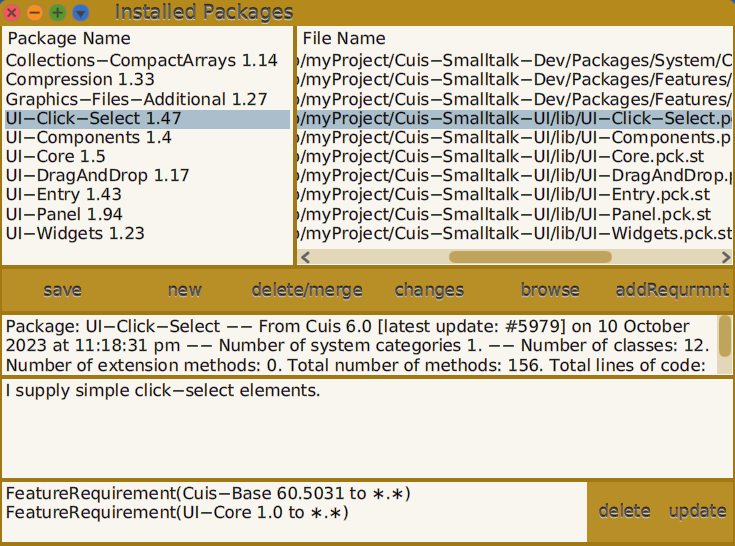 Installed Packages
Package Name
File Name
Collections−CompactArrays 1.14
/myProject/Cuis−Smalltalk−Dev/Packages/System/C
Compression 1.33
/myProject/Cuis−Smalltalk−Dev/Packages/Features/
Graphics−Files−Additional 1.27
/myProject/Cuis−Smalltalk−Dev/Packages/Features/
UI−Click−Select 1.47
/myProject/Cuis−Smalltalk−UI/lib/UI−Click−Select.p
UI−Components 1.4
/myProject/Cuis−Smalltalk−UI/lib/UI−Components.p
UI−Core 1.5
/myProject/Cuis−Smalltalk−UI/lib/UI−Core.pck.st
UI−DragAndDrop 1.17
/myProject/Cuis−Smalltalk−UI/lib/UI−DragAndDrop.p
UI−Entry 1.43
/myProject/Cuis−Smalltalk−UI/lib/UI−Entry.pck.st
UI−Panel 1.94
/myProject/Cuis−Smalltalk−UI/lib/UI−Panel.pck.st
UI−Widgets 1.23
/myProject/Cuis−Smalltalk−UI/lib/UI−Widgets.pck.st
save new delete/merge changes browse addRequrmnt
Package: UI−Click−Select −− From Cuis 6.0 [latest update: #5979] on 10 October
2023 at 11:18:31 pm −− Number of system categories 1. −− Number of classes: 12.
Number of extension methods: 0. Total number of methods: 156. Total lines of code:
I supply simple click−select elements.
FeatureRequirement(Cuis−Base 60.5031 to ∗.∗)
FeatureRequirement(UI−Core 1.0 to ∗.∗)
delete update